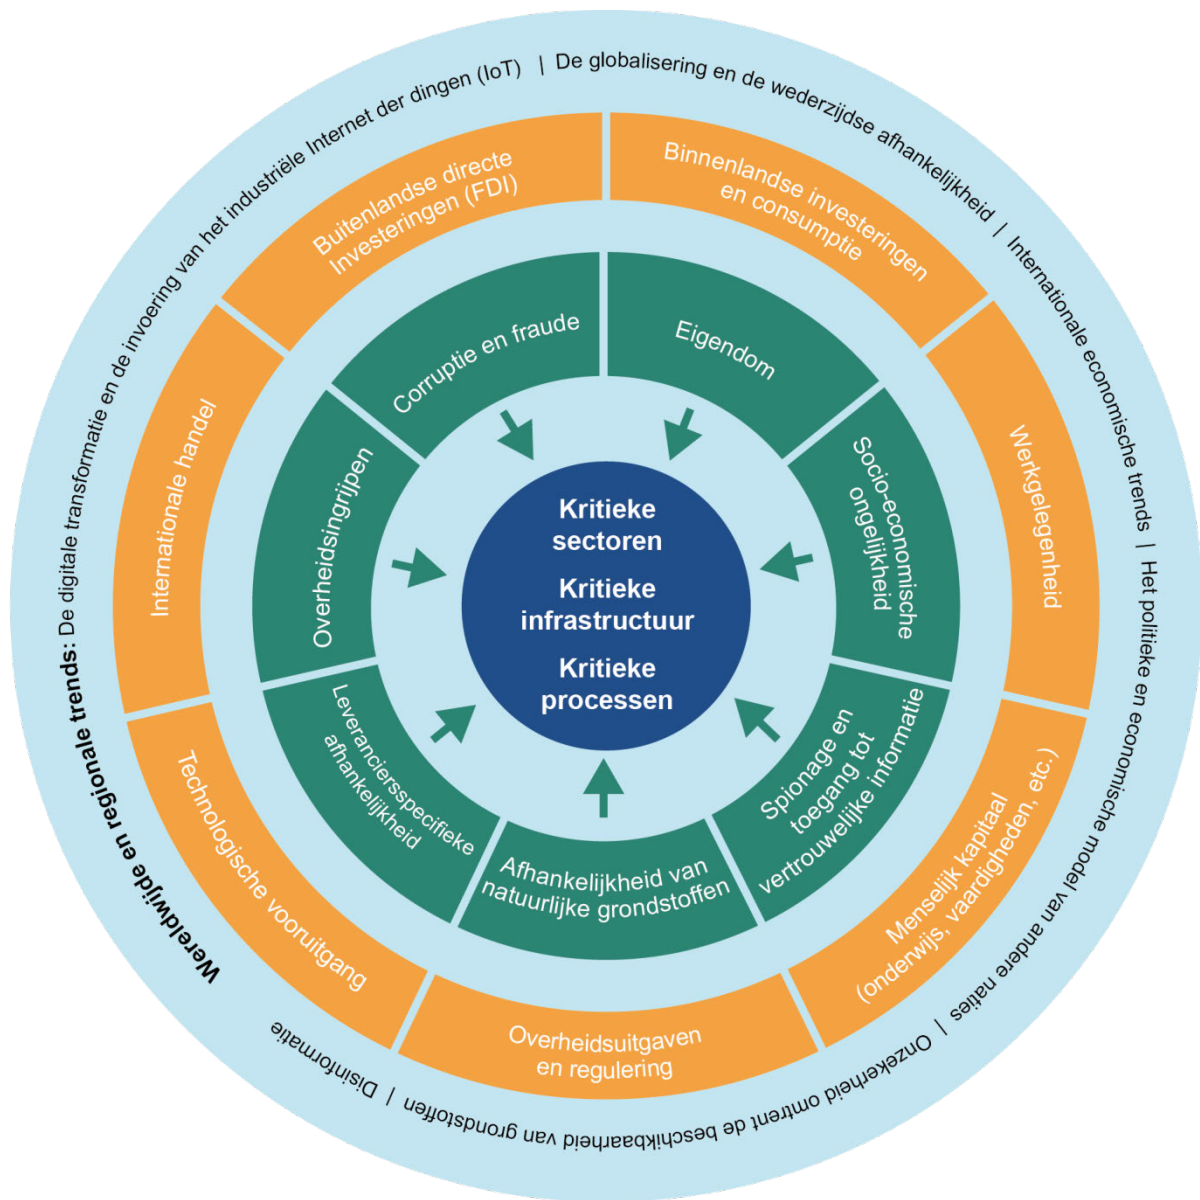 Wereldwijde en regionale trends: De digitale transformatie en de invoering van het industriële Internet der dingen (IoT) | De globalisering en de wederzijdse afhankelijkheid | Internationale economische trends | Het politieke en economische model van andere naties | Onzekerheid omtrent de beschikbaarheid van grondstoffen | Disinformatie
Buitenlandse directe
Investeringen (FDI)
Binnenlandse investeringen
en consumptie
Werkgelegenheid
Menselijk kapitaal
(onderwijs, vaardigheden, etc.)
Overheidsuitgaven
en regulering
Technologische vooruitgang
Internationale handel
Corruptie en fraude
Eigendom
Socio-economische
ongelijkheid
Spionage en
toegang tot
vertrouwelijke informatie
Afhankelijkheid van
natuurlijke grondstoffen
Leveranciersspecifieke
afhankelijkheid
Overheidsingrijpen
Kritieke
sectoren
Kritieke
infrastructuur
Kritieke
processen